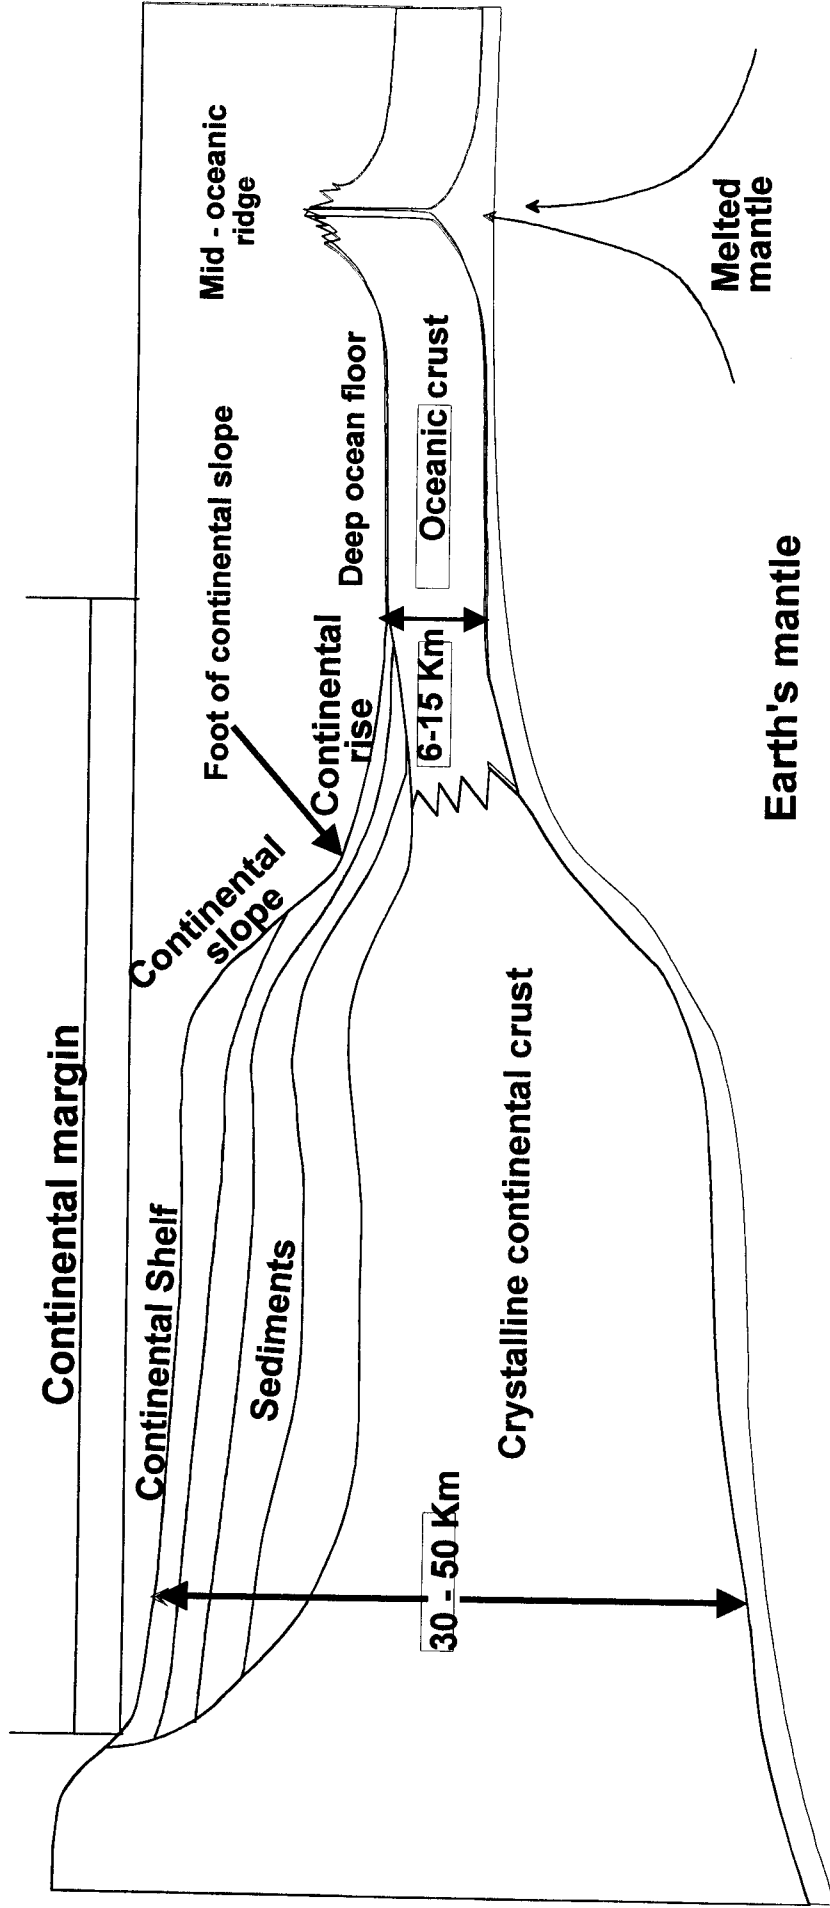 Continental margin
Continental Shelf
Continental
slope
Foot of continental slope
Mid - oceanic
ridge
Sediments
Continental
rise
Deep ocean floor
30 - 50 Km
Crystalline continental crust
6-15 Km
Oceanic crust
Earth's mantle
Melted
mantle